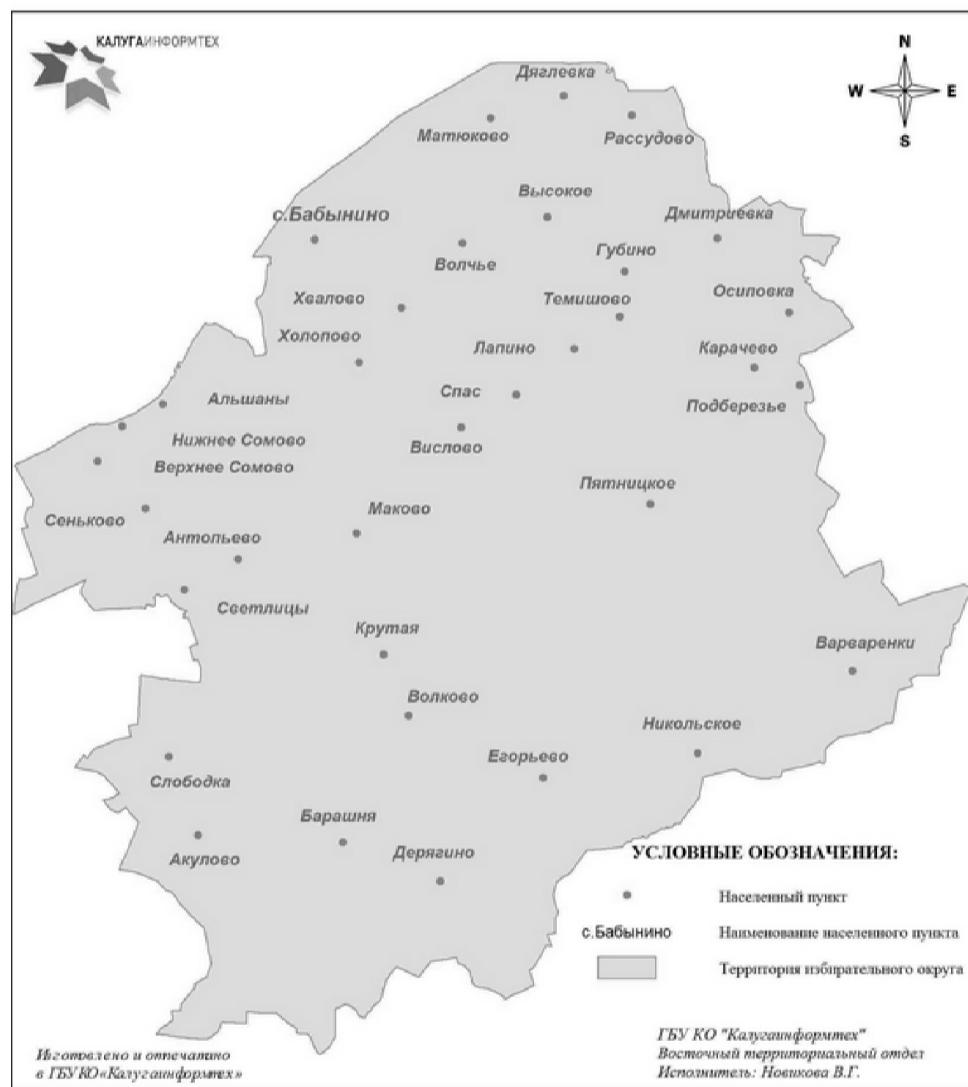 КАЛУГАИНФОРМТЕХ
N
W E
S
Дяглевка
Матюково
Рассудово
Высокое
с.Бабынино
Дмитриевка
Волчье
Губино
Хвалово
Темишово
Осиповка
Холопово
Лапино
Карачево
Спас
Подберезье
Альшаны
Нижнее Сомово
Вислово
Верхнее Сомово
Пятницкое
Сеньково
Маково
Антопьево
Светлицы
Крутая
Варваренки
Волково
Никольское
Егорьево
Слободка
Барашня
Акулово
Дерягино
УСЛОВНЫЕ ОБОЗНАЧЕНИЯ:
Населенный пункт
с.Бабынино Наименование населенного пункта
Территория избирательного округа
Изготовлено и отпечатано
в ГБУ КО«Калугаинформтех»
ГБУ КО "Калугаинформтех"
Восточный территориальный отдел
Исполнитель: Новикова В.Г.